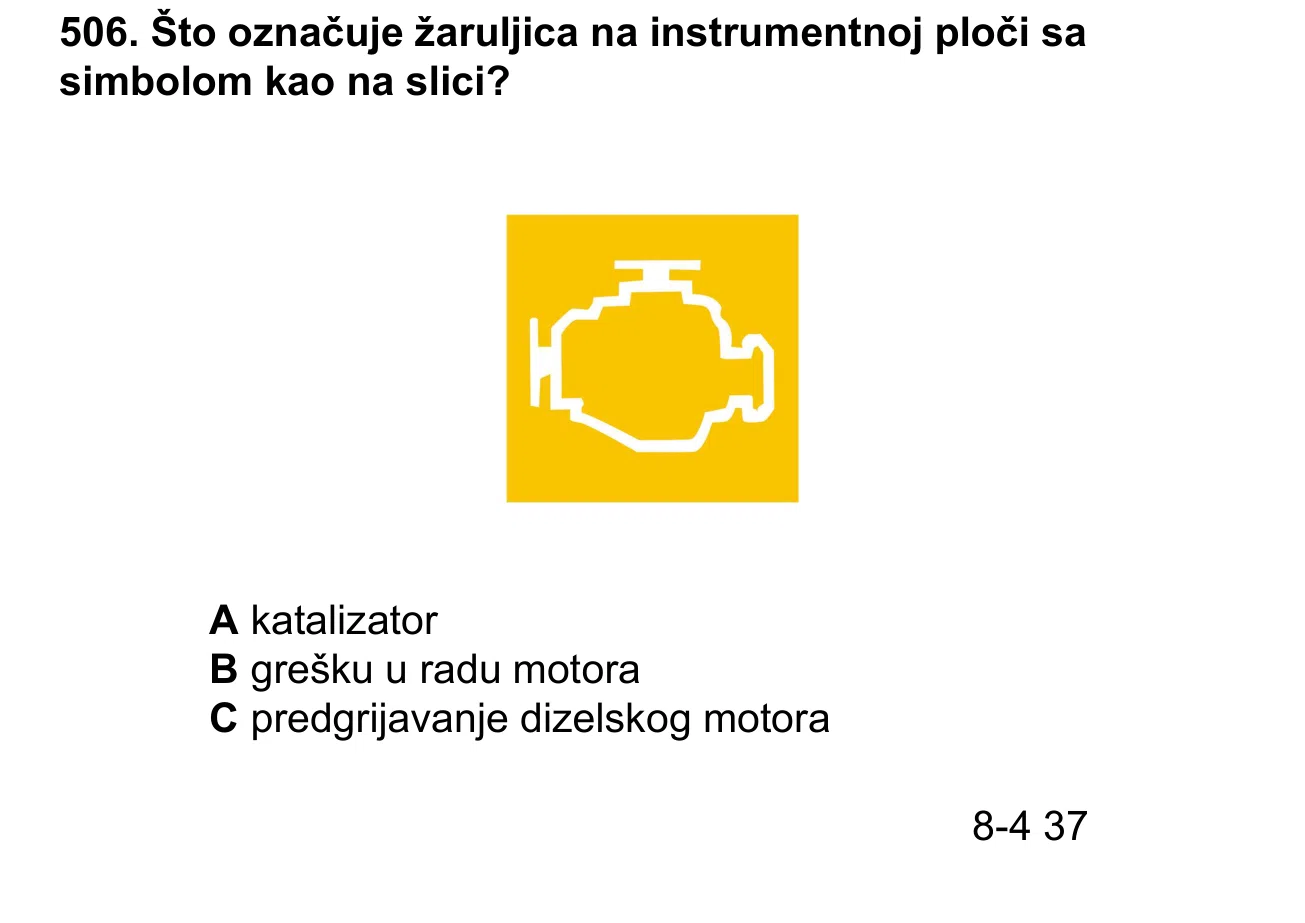 506. Što označuje žaruljica na instrumentnoj ploči sa
simbolom kao na slici?
A katalizator
B grešku u radu motora
C predgrijavanje dizelskog motora
8-4 37